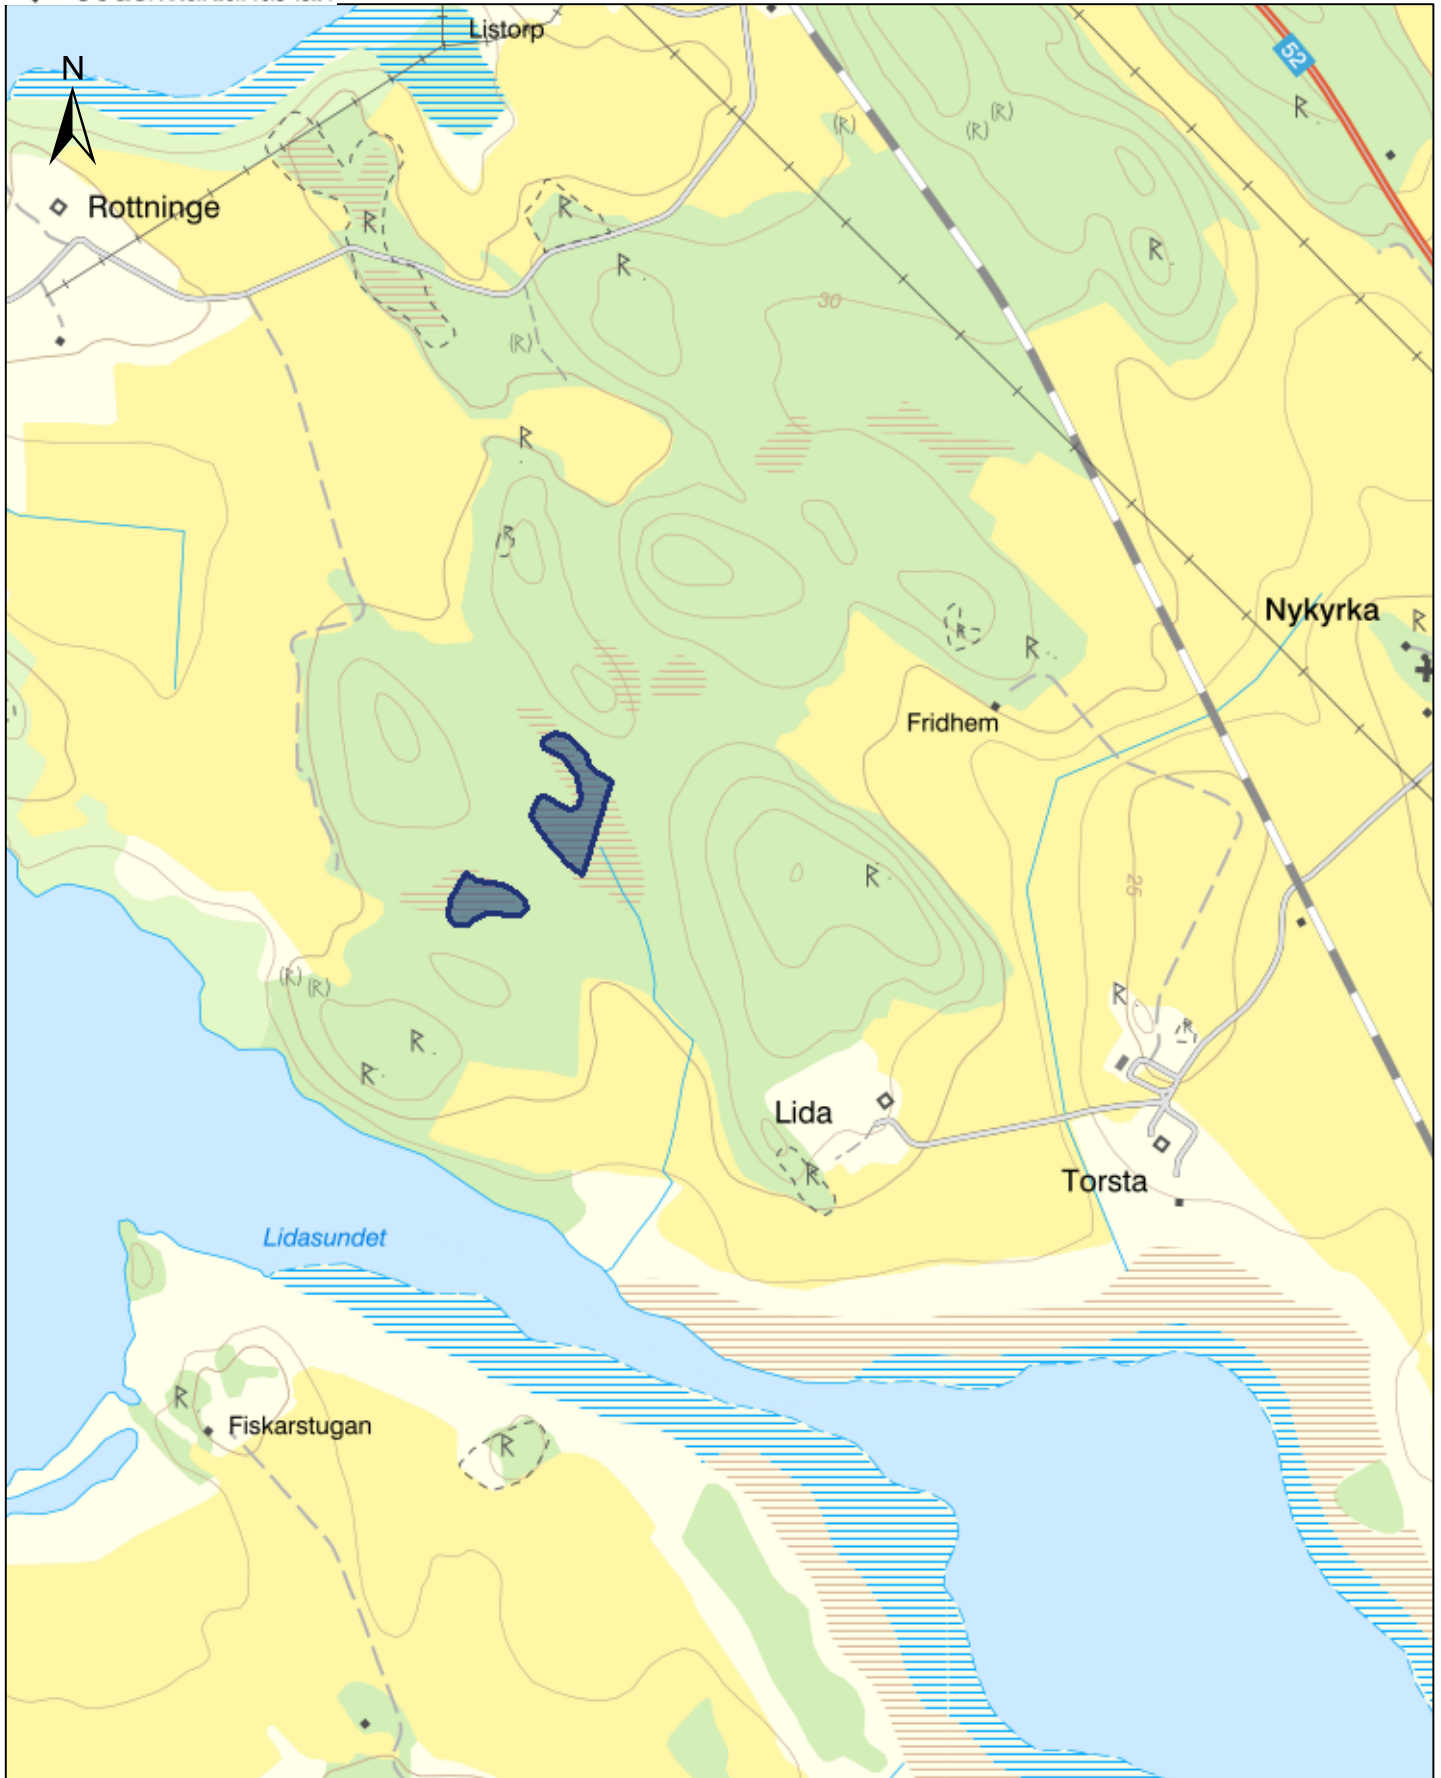 Listorp
N
52
Rottninge
R
R
R
R
R
(R)
(R)
(R)
(R)
30
R
R
Nykyrka
R
R
R
Fridhem
R
25
(R)
(R)
R
R
R
R
Lida
R
Torsta
Lidasundet
R
Fiskarstugan
R